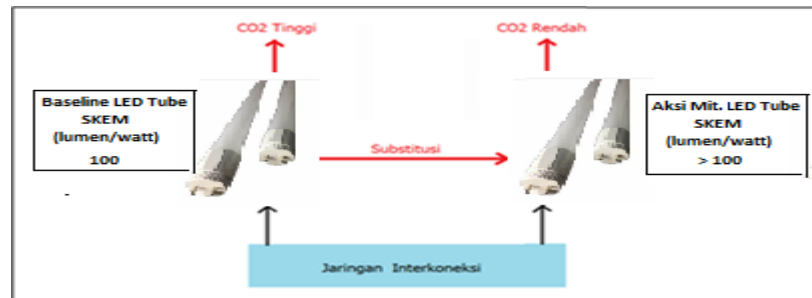 CO2 Tinggi
CO2 Rendah
Baseline LED Tube
SKEM
(lumen/watt)
100
Substitusi
Aksi Mit. LED Tube
SKEM
(lumen/watt)
> 100
Jaringan Interkoneksi